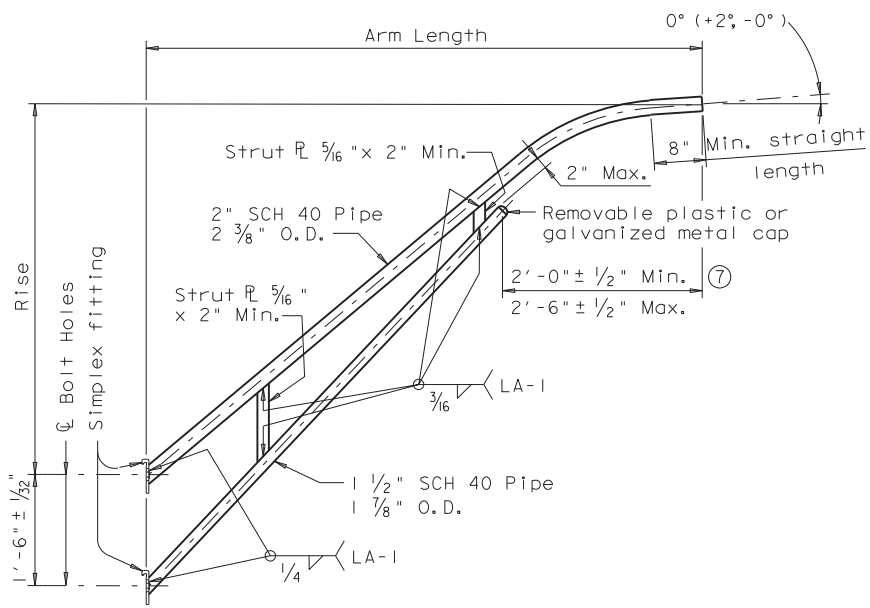 0° (+2°, -0°)
Arm Length
8" Min. straight
length
Strut ⅊ 5/16 "x 2" Min.
2" Max.
2" SCH 40 Pipe
2 3/8" O.D.
Removable plastic or
galvanized metal cap
2'-0"± 1/2" Min. ⑦
2'-6"± 1/2" Max.
Strut ⅊ 5/16 "
x 2" Min.
Rise
℄ Bolt Holes
Simplex fitting
3/16
LA-1
1 1/2" SCH 40 Pipe
1 7/8" O.D.
1'-6"± 1/32"
1/4
LA-1